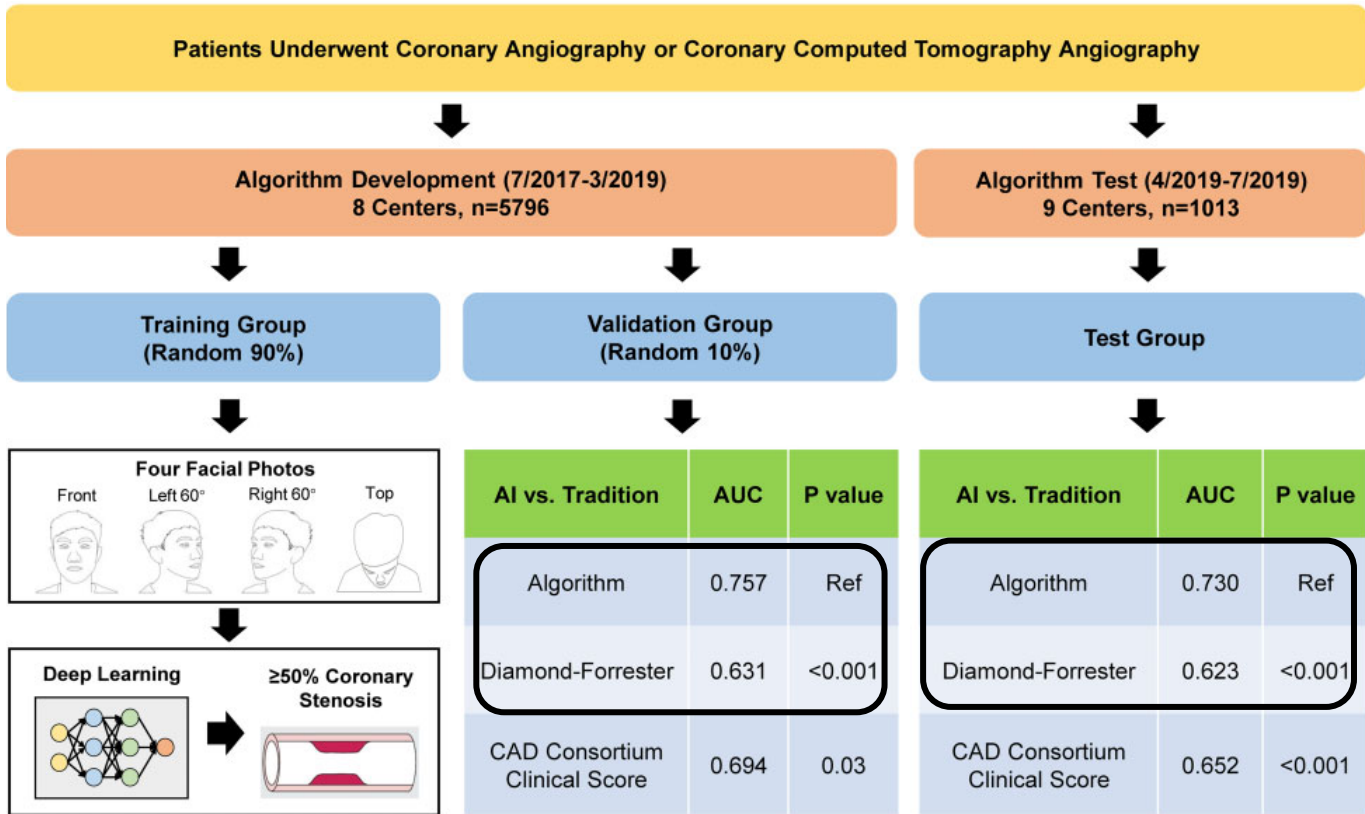 Patients Underwent Coronary Angiography or Coronary Computed Tomography Angiography
Algorithm Development (7/2017-3/2019)
8 Centers, n=5796
Algorithm Test (4/2019-7/2019)
9 Centers, n=1013
Training Group
(Random 90%)
Validation Group
(Random 10%)
Test Group
Four Facial Photos
Front Left 60° Right 60° Top
Deep Learning
≥50% Coronary
Stenosis
AI vs. Tradition AUC P value
Algorithm 0.757 Ref
Diamond-Forrester 0.631 <0.001
CAD Consortium
Clinical Score 0.694 0.03
AI vs. Tradition AUC P value
Algorithm 0.730 Ref
Diamond-Forrester 0.623 <0.001
CAD Consortium
Clinical Score 0.652 <0.001